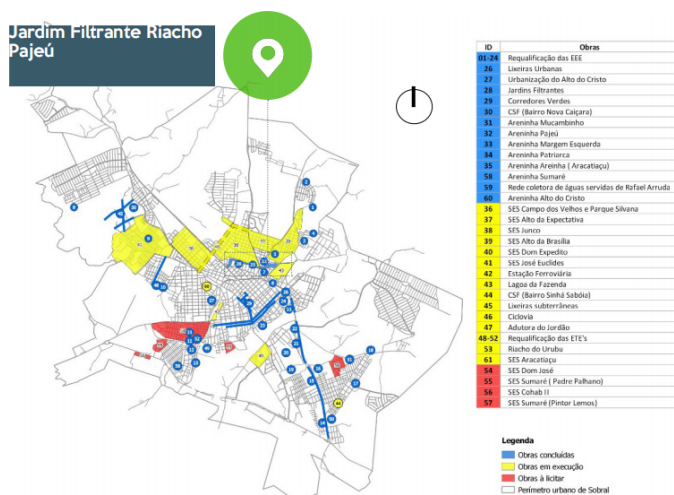 Jardim Filtrante Riacho
Pajeú
ID Obras
01-24 Requalificação das EEE
26 Lixeiras Urbanas
27 Urbanização do Alto do Cristo
28 Jardins Filtrantes
29 Corredores Verdes
30 CSF (Bairro Nova Caiçara)
31 Areninha Mucambinho
32 Areninha Pajeú
33 Areninha Margem Esquerda
34 Areninha Patriarca
35 Areninha Areinha ( Aracatiaçu)
58 Areninha Sumaré
59 Rede coletora de águas servidas de Rafael Arruda
60 Areninha Alto do Cristo
36 SES Campo dos Velhos e Parque Silvana
37 SES Alto da Expectativa
38 SES Junco
39 SES Alto da Brasília
40 SES Dom Expedito
41 SES José Euclides
42 Estação Ferroviária
43 Lagoa da Fazenda
44 CSF (Bairro Sinhá Sabóia)
45 Lixeiras subterrâneas
46 Ciclovia
47 Adutora do Jordão
48-52 Requalificação das ETE's
53 Riacho do Urubu
61 SES Aracatiaçu
54 SES Dom José
55 SES Sumaré ( Pedre Palhano)
56 SES Cohab II
57 SES Sumaré (Pintor Lemos)
Legenda
Obras concluídas
Obras em execução
Obras à licitar
Perímetro urbano de Sobral